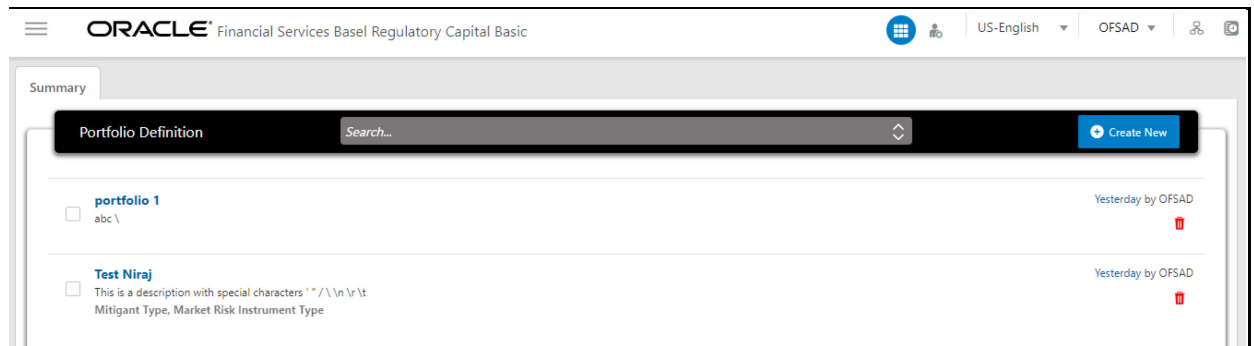 ORACLE® Financial Services Basel Regulatory Capital Basic US-English OFSAD
Summary
Portfolio Definition Search... Create New
portfolio 1 Yesterday by OFSAD
abc \
Test Niraj Yesterday by OFSAD
This is a description with special characters ' " / \ \n \r \t
Mitigant Type, Market Risk Instrument Type